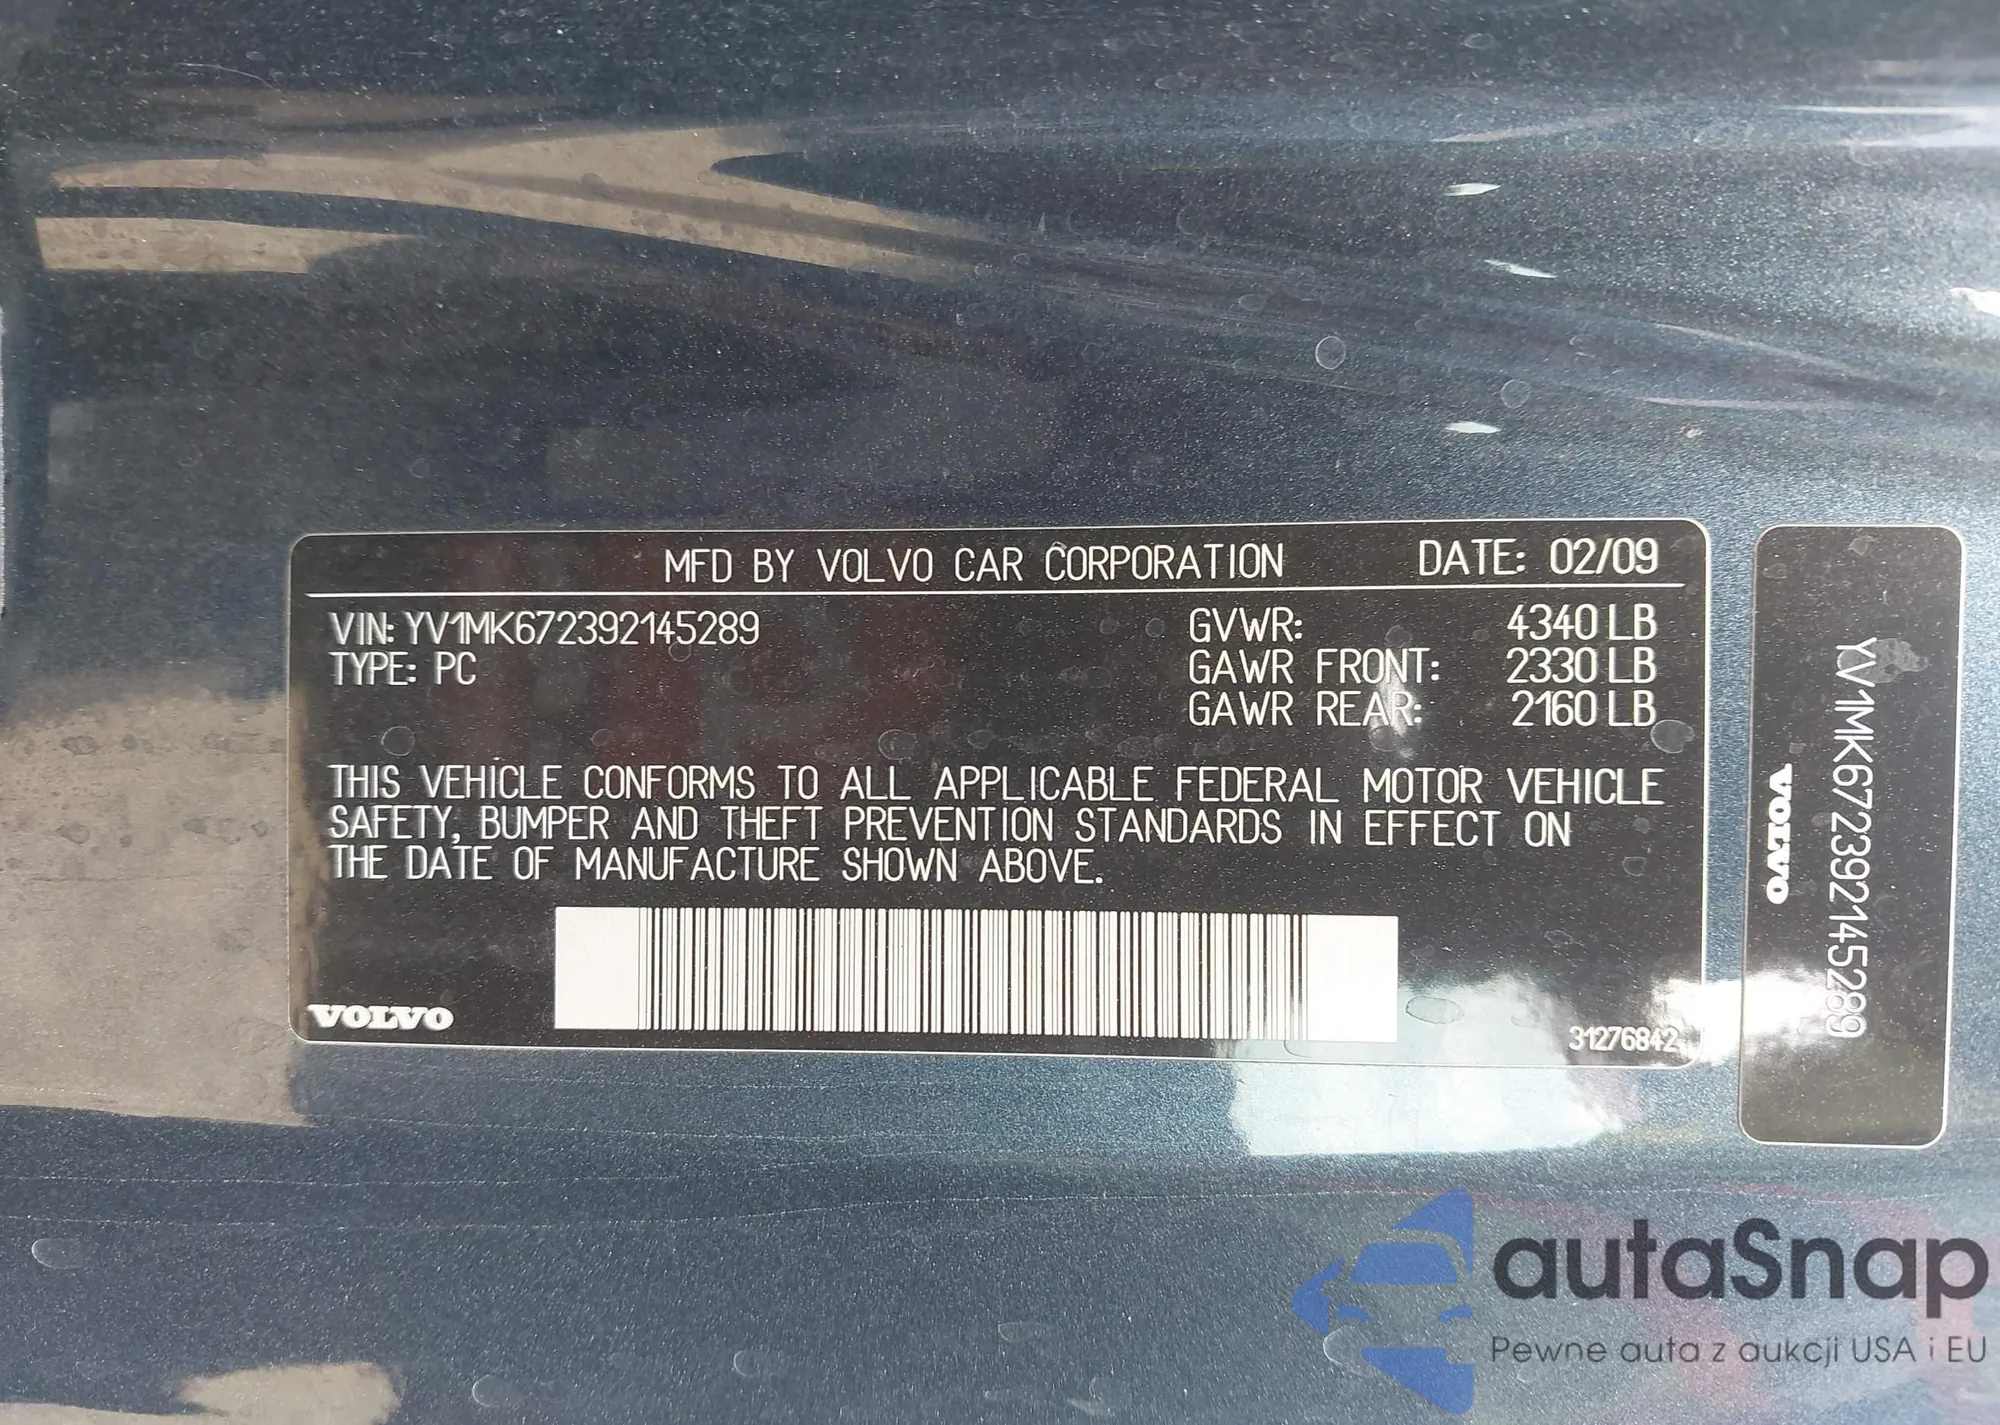 MFD BY VOLVO CAR CORPORATION DATE: 02/09
VIN: YV1MK672392145289 GVWR: 4340 LB
TYPE: PC GAWR FRONT: 2330 LB
GAWR REAR: 2160 LB
THIS VEHICLE CONFORMS TO ALL APPLICABLE FEDERAL MOTOR VEHICLE
SAFETY, BUMPER AND THEFT PREVENTION STANDARDS IN EFFECT ON
THE DATE OF MANUFACTURE SHOWN ABOVE.
VOLVO
31276842
YV1MK672392145289
VOLVO
autaSnap
Pewne auta z aukcji USA i EU